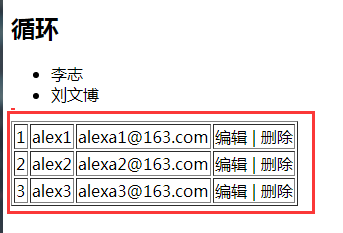 循环
李志
刘文博
1 alex1 alexa1@163.com 编辑 | 删除
2 alex2 alexa2@163.com 编辑 | 删除
3 alex3 alexa3@163.com 编辑 | 删除